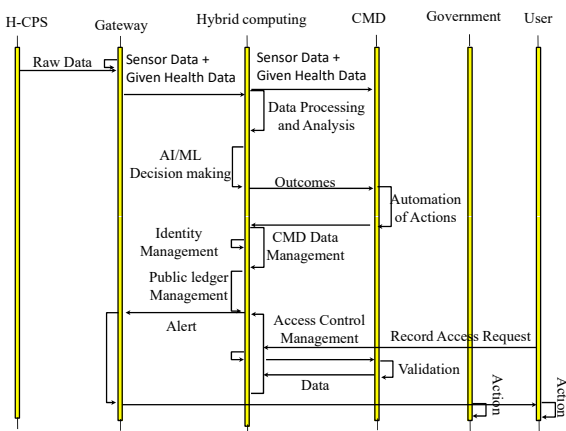 H-CPS
Gateway
Hybrid computing
CMD
Government
User
Raw Data
Sensor Data +
Given Health Data
Sensor Data +
Given Health Data
Data Processing
and Analysis
AI/ML
Decision making
Outcomes
Automation
of Actions
Identity
Management
CMD Data
Management
Public ledger
Management
Alert
Access Control
Management
Record Access Request
Validation
Data
Action
Action